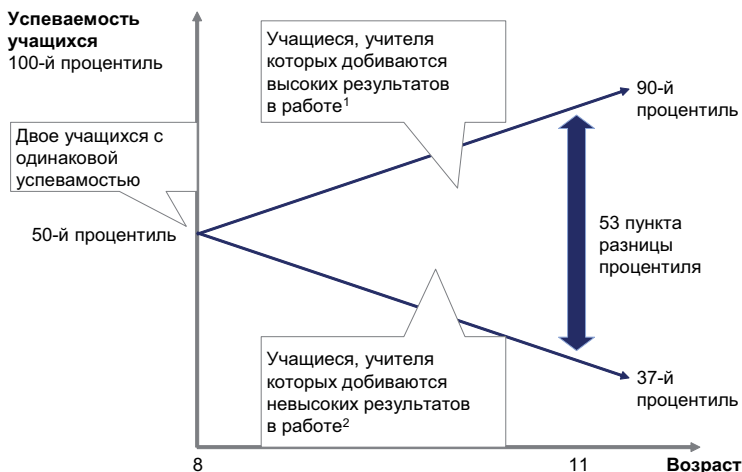 Успеваемость
учащихся
100-й процентиль
Учащиеся, учителя
которых добиваются
высоких результатов
в работе¹
90-й
процентиль
Двое учащихся с
одинаковой
успевамостью
50-й процентиль
53 пункта
разницы
процентиля
Учащиеся, учителя
которых добиваются
невысоких результатов
в работе²
37-й
процентиль
8
11
Возраст